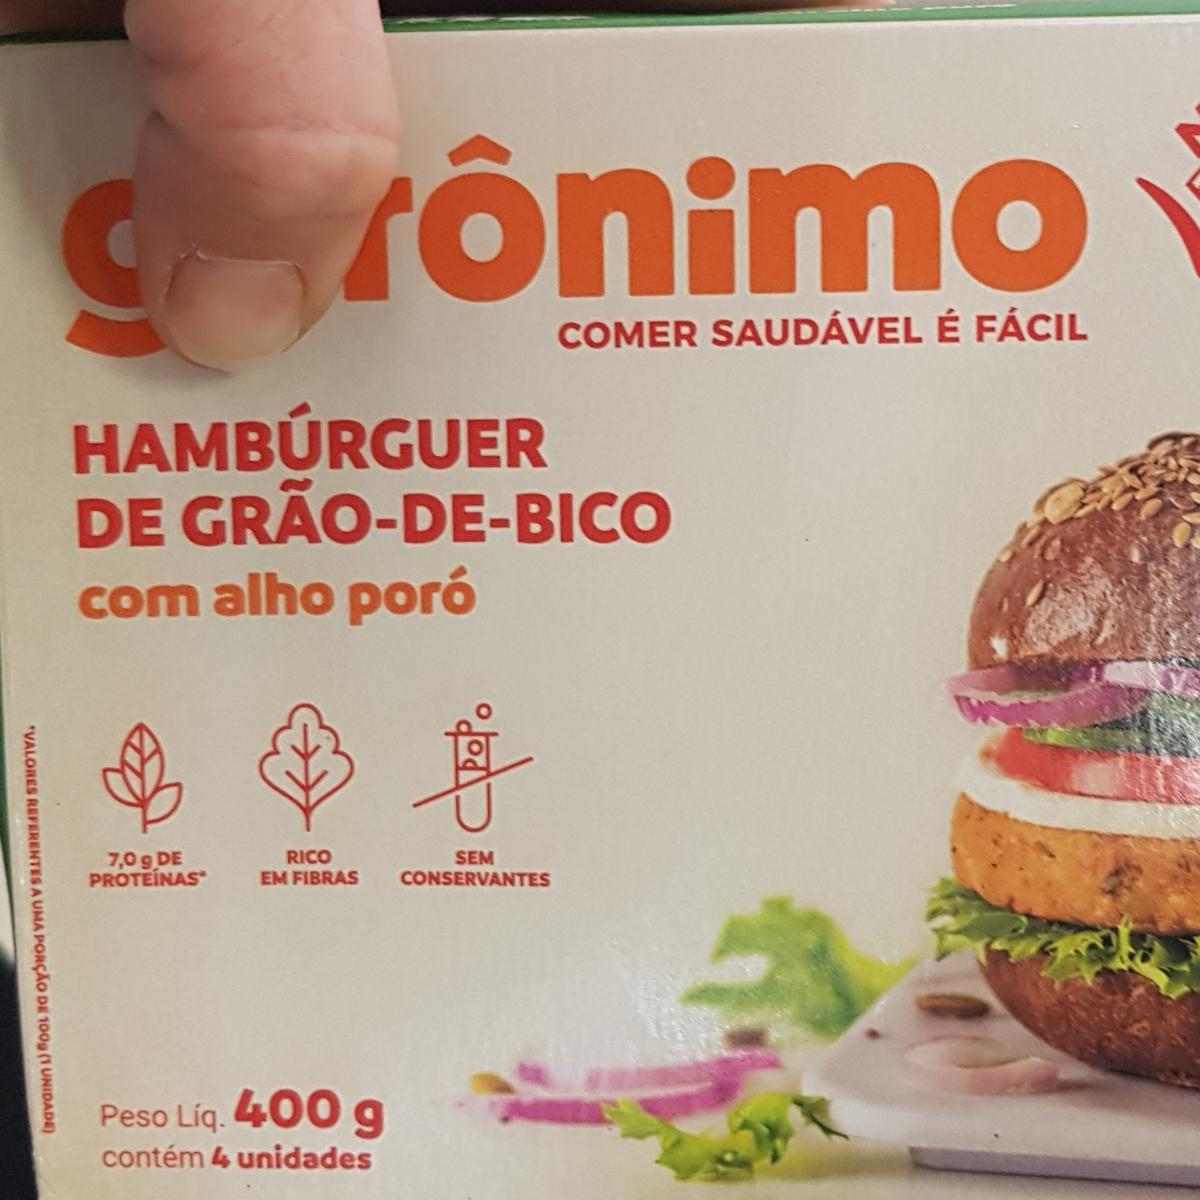 COMER SAUDÁVEL É FÁCIL
HAMBÚRGUER
DE GRÃO-DE-BICO
com alho poró
7,0 g DE
PROTEÍNAS*
RICO
EM FIBRAS
SEM
CONSERVANTES
*VALORES REFERENTES A UMA PORÇÃO DE 100g (1 UNIDADE)
Peso Líq. 400 g
contém 4 unidades